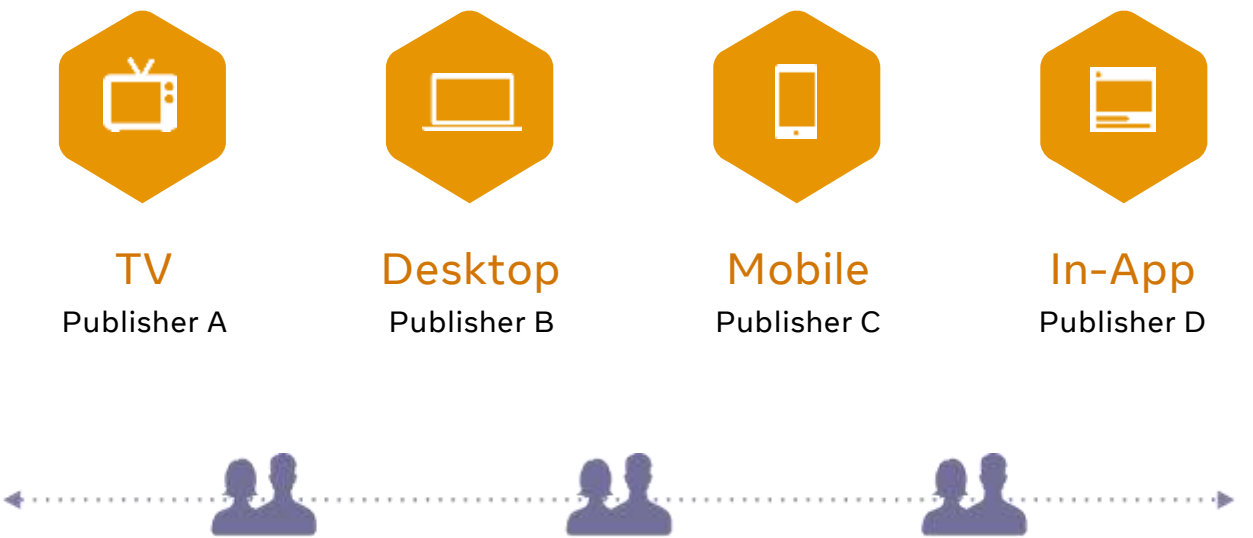 TV
Desktop
Mobile
In-App
Publisher A
Publisher B
Publisher C
Publisher D